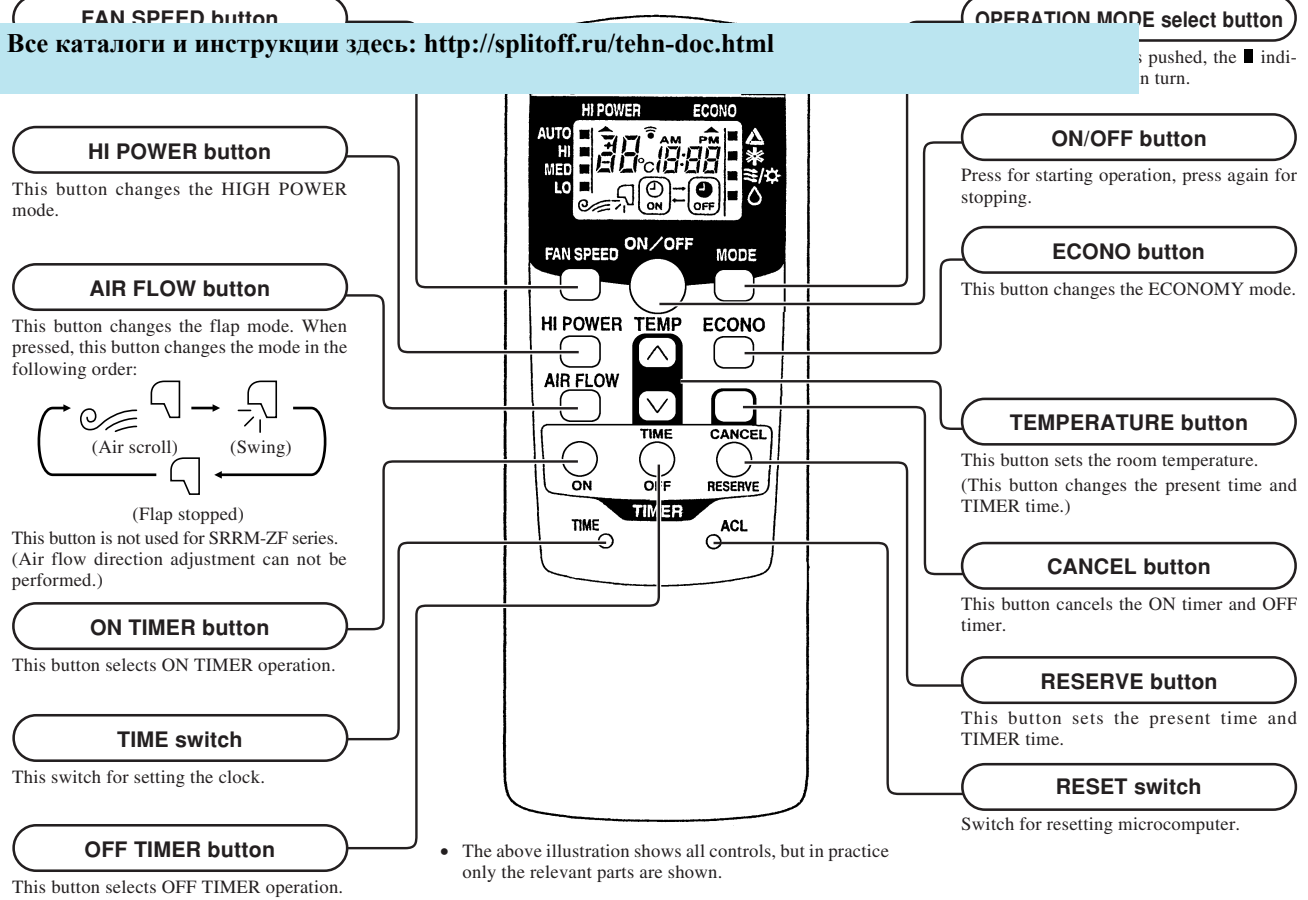 FAN SPEED button
OPERATION MODE select button
Все каталоги и инструкции здесь: http://splitoff.ru/tehn-doc.html
s pushed, the ■ indi-
n turn.
HI POWER button
This button changes the HIGH POWER
mode.
AIR FLOW button
This button changes the flap mode. When
pressed, this button changes the mode in the
following order:
(Air scroll) (Swing)
(Flap stopped)
This button is not used for SRRM-ZF series.
(Air flow direction adjustment can not be
performed.)
ON TIMER button
This button selects ON TIMER operation.
TIME switch
This switch for setting the clock.
OFF TIMER button
This button selects OFF TIMER operation.
HI POWER ECONO
AUTO
HI
MED
LO
AM PM
88 °C 18:88
ON OFF
FAN SPEED ON/OFF MODE
HI POWER TEMP ECONO
AIR FLOW
TIME CANCEL
ON OFF RESERVE
TIMER
TIME ACL
• The above illustration shows all controls, but in practice
only the relevant parts are shown.
ON/OFF button
Press for starting operation, press again for
stopping.
ECONO button
This button changes the ECONOMY mode.
TEMPERATURE button
This button sets the room temperature.
(This button changes the present time and
TIMER time.)
CANCEL button
This button cancels the ON timer and OFF
timer.
RESERVE button
This button sets the present time and
TIMER time.
RESET switch
Switch for resetting microcomputer.